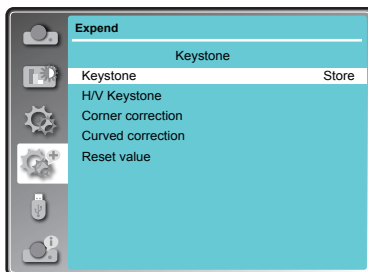 Expend
Keystone
Keystone Store
H/V Keystone
Corner correction
Curved correction
Reset value